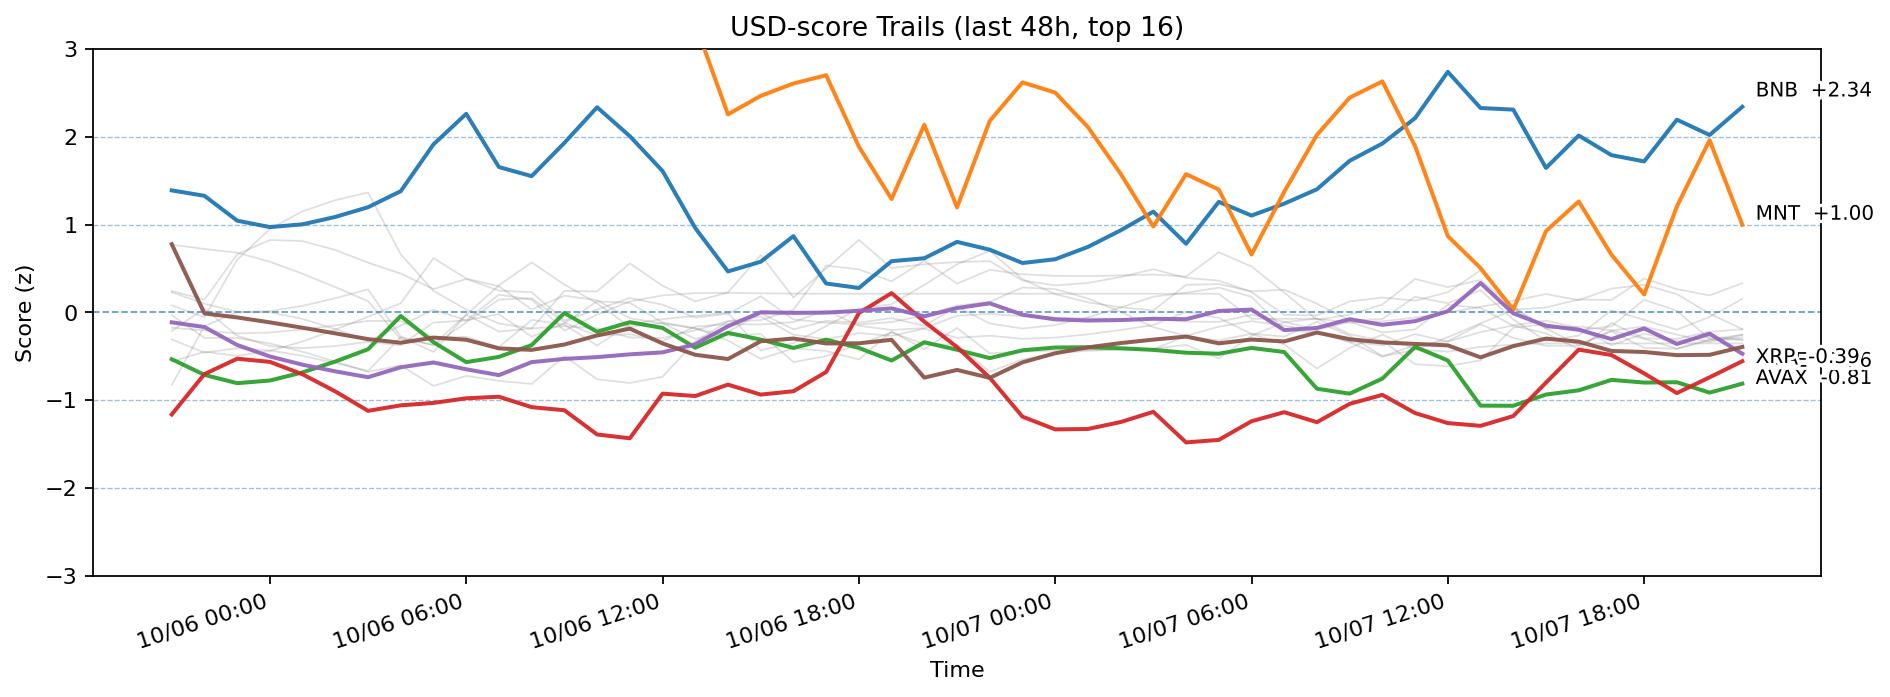 USD-score Trails (last 48h, top 16)
Score (z)
3
2
1
0
−1
−2
−3
BNB +2.34
MNT +1.00
XRP -0.39
AVAX -0.81
10/06 00:00
10/06 06:00
10/06 12:00
10/06 18:00
10/07 00:00
10/07 06:00
10/07 12:00
10/07 18:00
Time